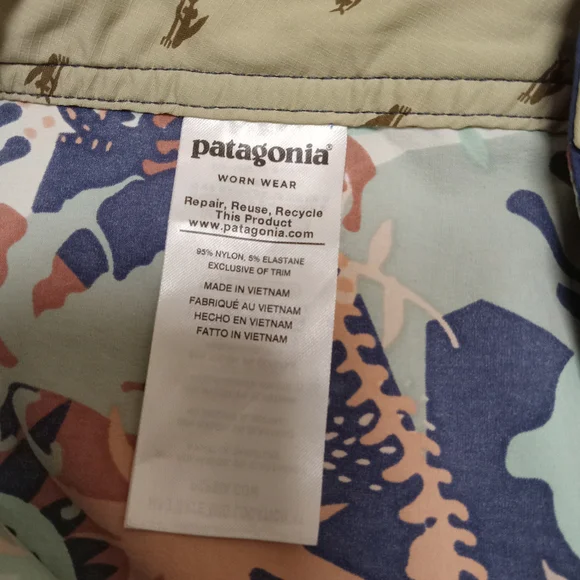 patagonia®
WORN WEAR
Repair, Reuse, Recycle
This Product
www.patagonia.com
95% NYLON, 5% ELASTANE
EXCLUSIVE OF TRIM
MADE IN VIETNAM
FABRIQUÉ AU VIETNAM
HECHO EN VIETNAM
FATTO IN VIETNAM